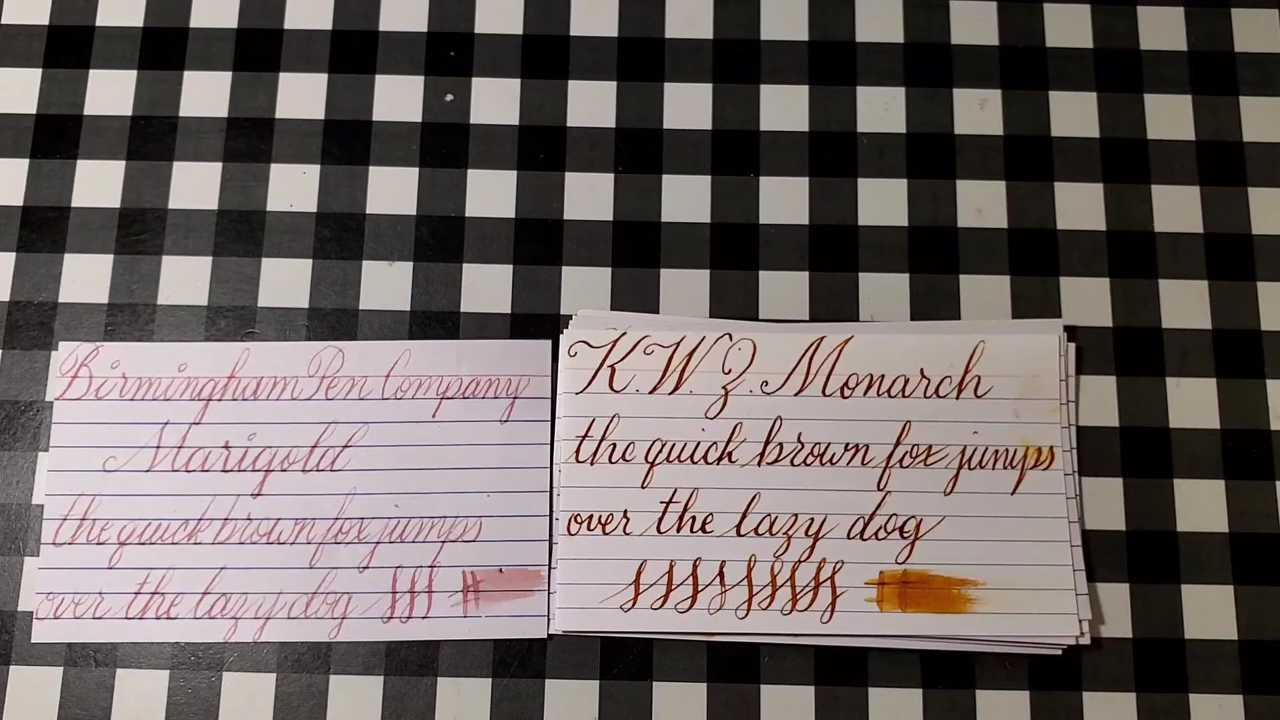 Birmingham Pen Company
Marigold
the quick brown fox jumps
over the lazy dog fff
K.W.Z. Monarch
the quick brown fox jumps
over the lazy dog